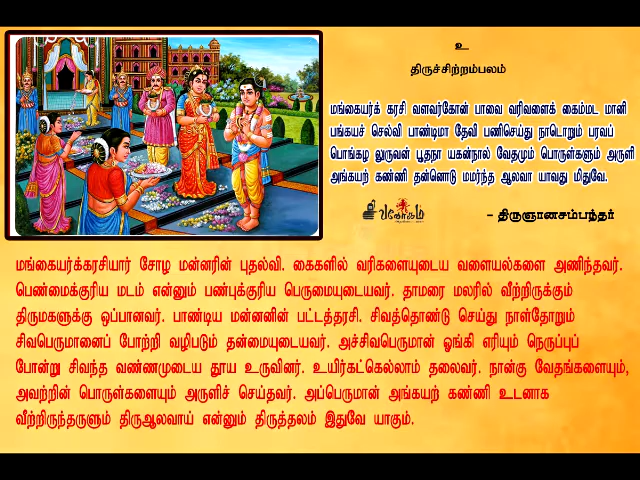 உ
திருச்சிற்றம்பலம்
மங்கையர்க் கரசி வளவர்கோன் பாவை வரிவளைக் கைம்மட மானி
பங்கயச் செல்வி பாண்டிமா தேவி பணிசெய்து நாடொறும் பரவப்
பொங்கழ லுருவன் பூதநா யகன்நால் வேதமும் பொருள்களும் அருளி
அங்கயற் கண்ணி தன்னொடு மமர்ந்த ஆலவா யாவது மிதுவே.
- திருஞானசம்பந்தர்
மங்கையர்க்கரசியார் சோழ மன்னரின் புதல்வி. கைகளில் வரிகளையுடைய வளையல்களை அணிந்தவர்.
பெண்மைக்குரிய மடம் என்னும் பண்புக்குரிய பெருமையுடையவர். தாமரை மலரில் வீற்றிருக்கும்
திருமகளுக்கு ஒப்பானவர். பாண்டிய மன்னனின் பட்டத்தரசி. சிவத்தொண்டு செய்து நாள்தோறும்
சிவபெருமானைப் போற்றி வழிபடும் தன்மையுடையவர். அச்சிவபெருமான் ஓங்கி எரியும் நெருப்புப்
போன்று சிவந்த வண்ணமுடைய தூய உருவினர். உயிர்கட்கெல்லாம் தலைவர். நான்கு வேதங்களையும்,
அவற்றின் பொருள்களையும் அருளிச் செய்தவர். அப்பெருமான் அங்கயற் கண்ணி உடனாக
வீற்றிருந்தருளும் திருஆலவாய் என்னும் திருத்தலம் இதுவே யாகும்.